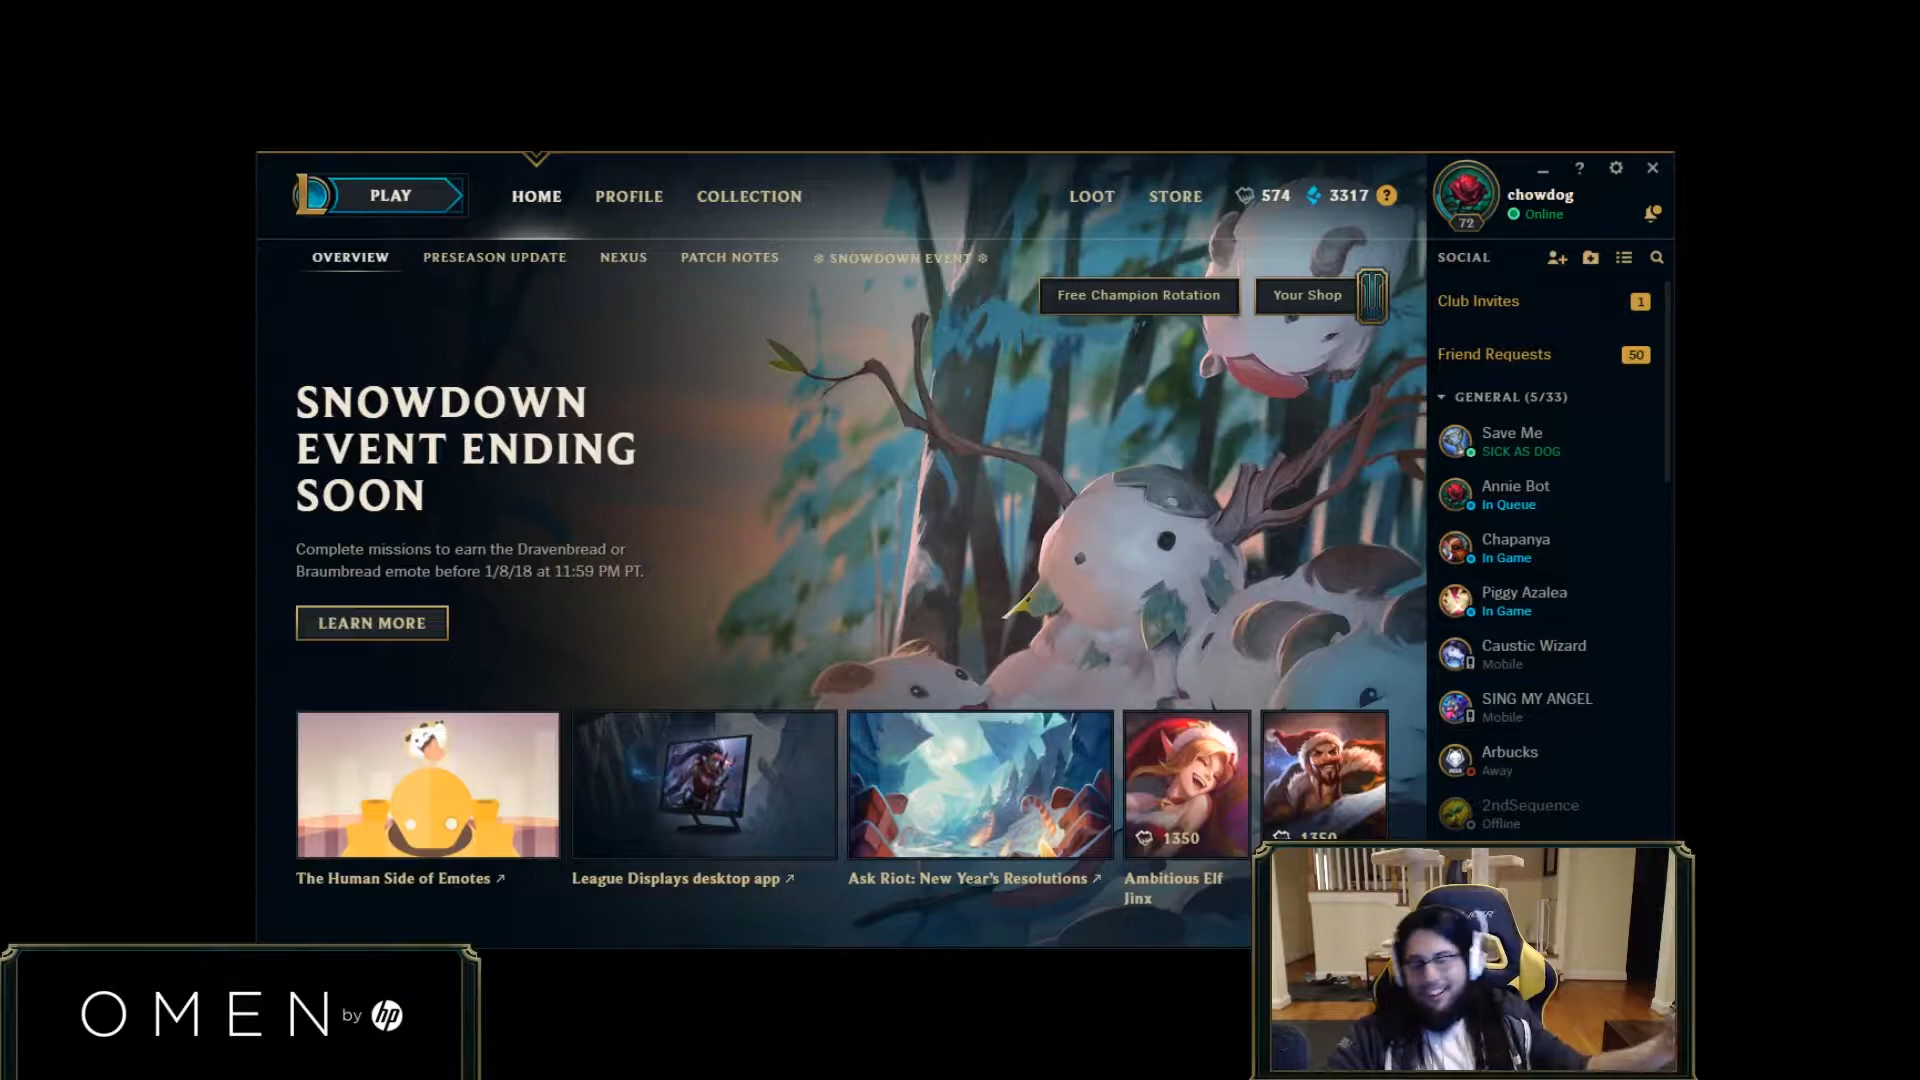 PLAY
HOME
PROFILE
COLLECTION
LOOT
STORE
574
3317
?
?
chowdog
72
Online
OVERVIEW
PRESEASON UPDATE
NEXUS
PATCH NOTES
❄ SNOWDOWN EVENT ❄
SOCIAL
Free Champion Rotation
Your Shop
Club Invites
1
Friend Requests
50
GENERAL (5/33)
SNOWDOWN
EVENT ENDING
SOON
Complete missions to earn the Dravenbread or
Braumbread emote before 1/8/18 at 11:59 PM PT.
LEARN MORE
Save Me
SICK AS DOG
Annie Bot
In Queue
Chapanya
In Game
Piggy Azalea
In Game
Caustic Wizard
Mobile
SING MY ANGEL
Mobile
Arbucks
Away
2ndSequence
Offline
1350
1350
The Human Side of Emotes
League Displays desktop app
Ask Riot: New Year's Resolutions
Ambitious Elf
Jinx
OMEN by hp